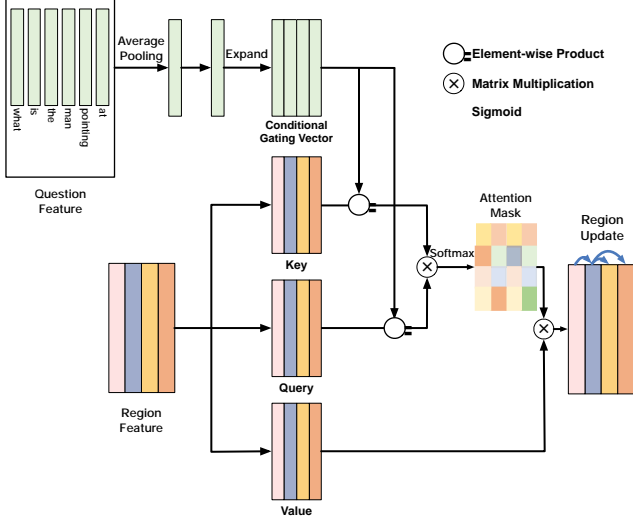 what
is
the
man
pointing
at
Question
Feature
Average
Pooling
Expand
Conditional
Gating Vector
Element-wise Product
Matrix Multiplication
Sigmoid
Key
Query
Value
Region
Feature
Softmax
Attention
Mask
Region
Update